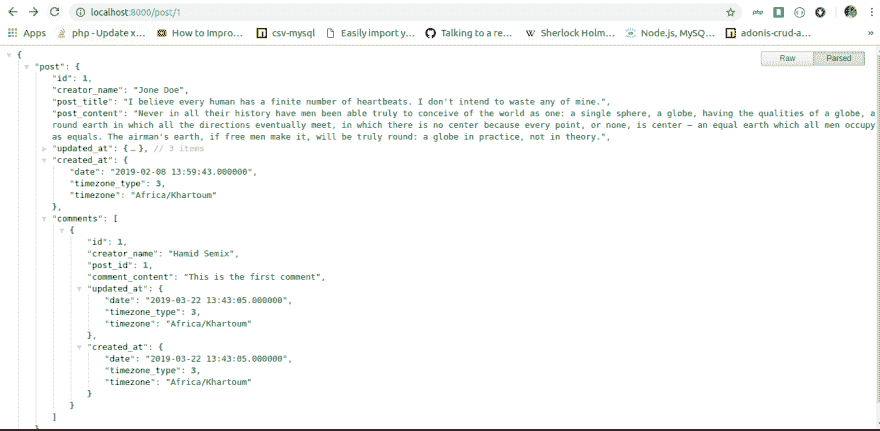 localhost:8000/post/1
php
Apps php - Update x... How to Impro... csv-mysql Easily import y... Talking to a re... Sherlock Holm... Node.js, MySQ... adonis-crud-a... »
Raw Parsed
{
"post": {
"id": 1,
"creator_name": "Jone Doe",
"post_title": "I believe every human has a finite number of heartbeats. I don't intend to waste any of mine.",
"post_content": "Never in all their history have men been able truly to conceive of the world as one: a single sphere, a globe, having the qualities of a globe, a
round earth in which all the directions eventually meet, in which there is no center because every point, or none, is center — an equal earth which all men occupy
as equals. The airman's earth, if free men make it, will be truly round: a globe in practice, not in theory.",
"updated_at": { … }, // 3 items
"created_at": {
"date": "2019-02-08 13:59:43.000000",
"timezone_type": 3,
"timezone": "Africa/Khartoum"
},
"comments": [
{
"id": 1,
"creator_name": "Hamid Semix",
"post_id": 1,
"comment_content": "This is the first comment",
"updated_at": {
"date": "2019-03-22 13:43:05.000000",
"timezone_type": 3,
"timezone": "Africa/Khartoum"
},
"created_at": {
"date": "2019-03-22 13:43:05.000000",
"timezone_type": 3,
"timezone": "Africa/Khartoum"
}
}
]
}